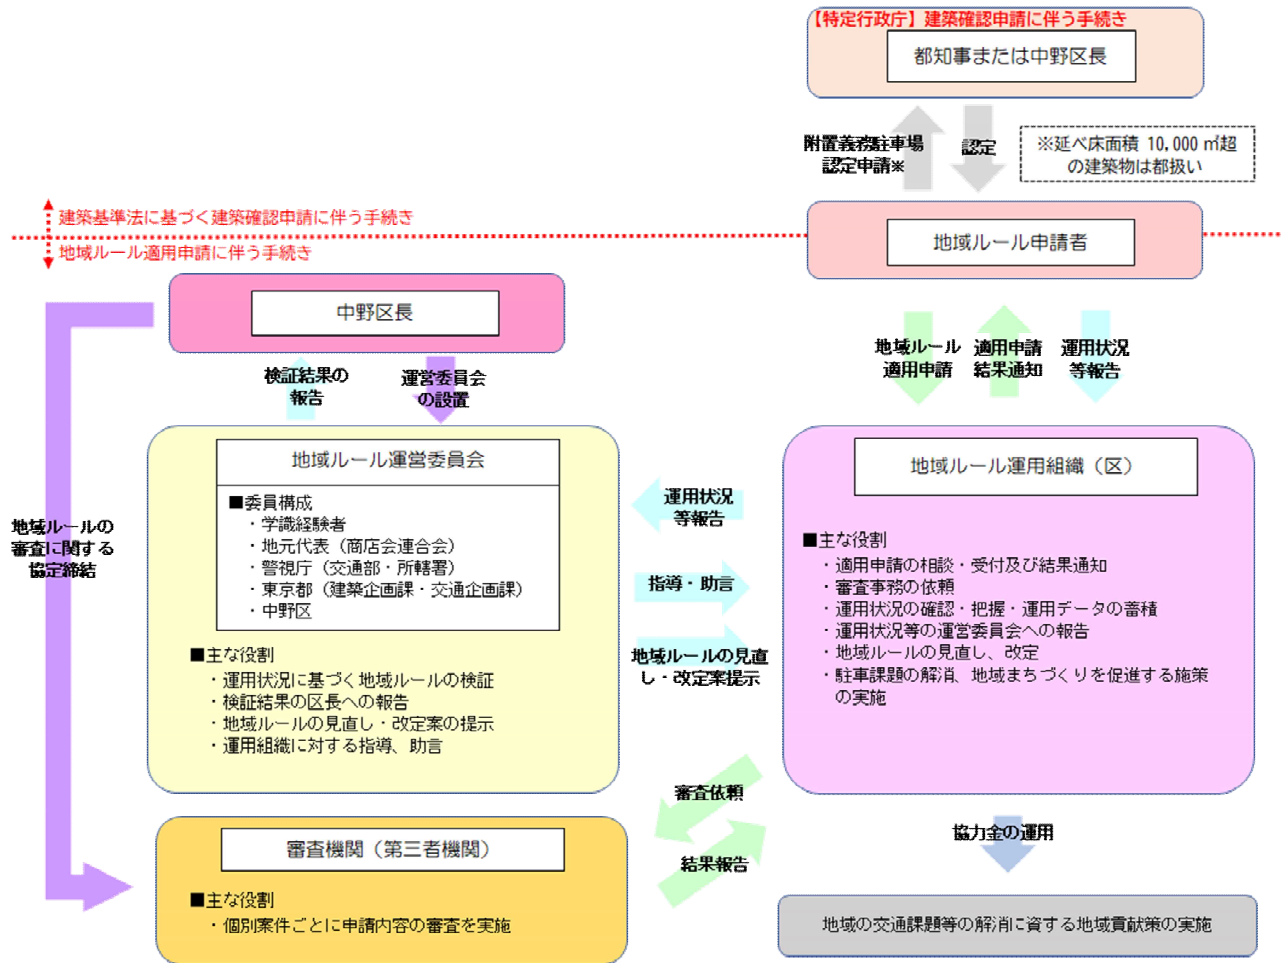 【特定行政庁】建築確認申請に伴う手続き
都知事または中野区長
附置義務駐車場
認定申請※
認定
※延べ床面積 10,000 ㎡超
の建築物は都扱い
建築基準法に基づく建築確認申請に伴う手続き
地域ルール適用申請に伴う手続き
地域ルール申請者
中野区長
検証結果の
報告
運営委員会
の設置
地域ルール
適用申請
適用申請
結果通知
運用状況
等報告
地域ルールの
審査に関する
協定締結
地域ルール運営委員会
■委員構成
・学識経験者
・地元代表（商店会連合会）
・警視庁（交通部・所轄署）
・東京都（建築企画課・交通企画課）
・中野区
■主な役割
・運用状況に基づく地域ルールの検証
・検証結果の区長への報告
・地域ルールの見直し・改定案の提示
・運用組織に対する指導、助言
運用状況
等報告
指導・助言
地域ルールの見直
し・改定案提示
地域ルール運用組織（区）
■主な役割
・適用申請の相談・受付及び結果通知
・審査事務の依頼
・運用状況の確認・把握・運用データの蓄積
・運用状況等の運営委員会への報告
・地域ルールの見直し、改定
・駐車課題の解消、地域まちづくりを促進する施策
の実施
審査依頼
結果報告
審査機関（第三者機関）
■主な役割
・個別案件ごとに申請内容の審査を実施
協力金の運用
地域の交通課題等の解消に資する地域貢献策の実施